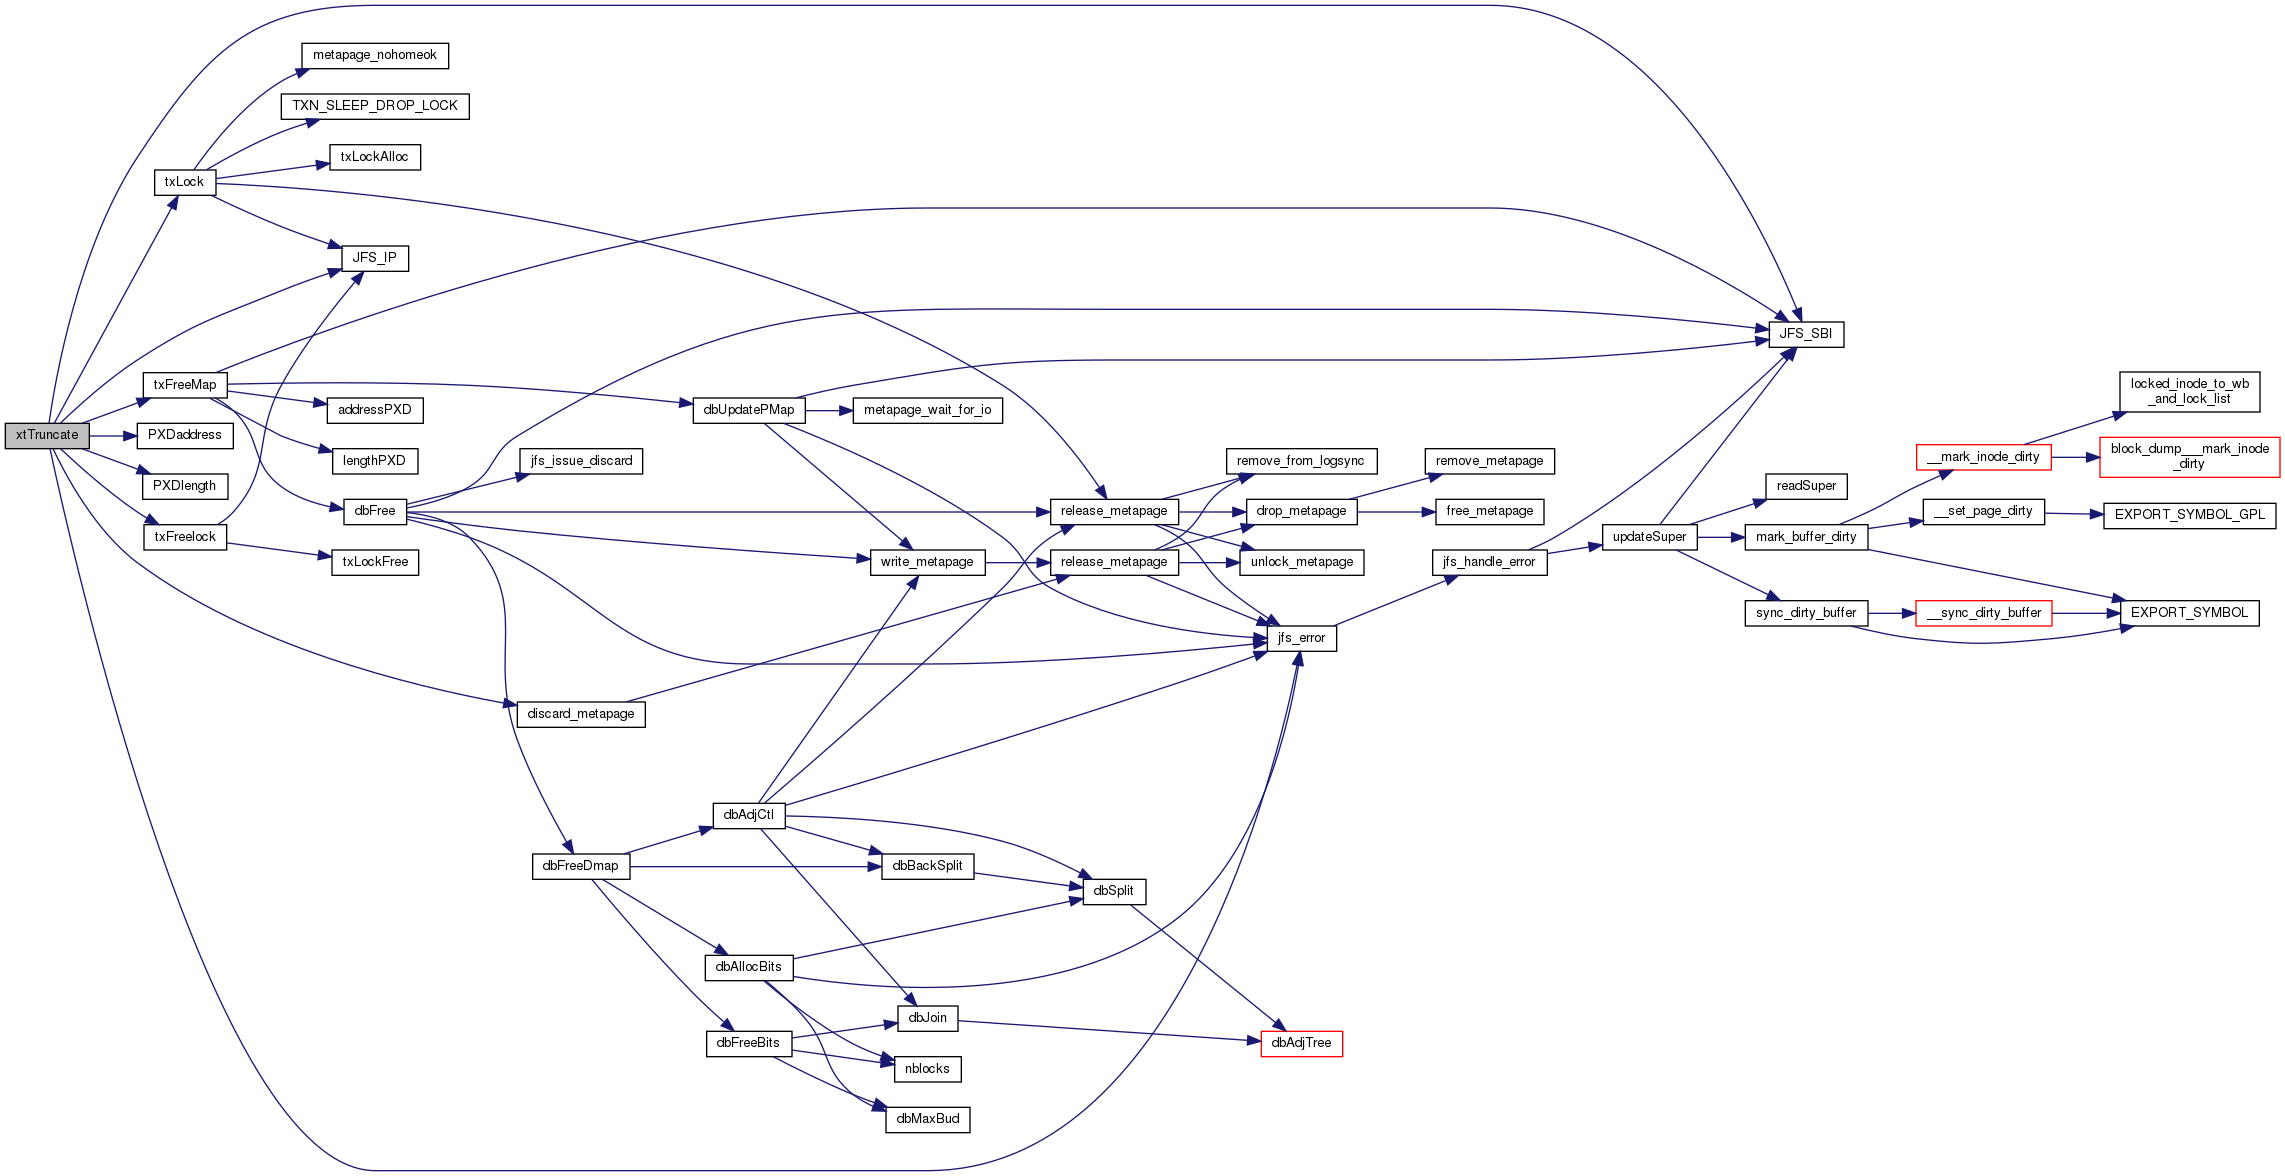 metapage_nohomeok
TXN_SLEEP_DROP_LOCK
txLockAlloc
txLock
JFS_IP
JFS_SBI
txFreeMap
addressPXD
dbUpdatePMap
metapage_wait_for_io
locked_inode_to_wb
_and_lock_list
xtTruncate
PXDaddress
lengthPXD
jfs_issue_discard
remove_from_logsync
remove_metapage
__mark_inode_dirty
block_dump___mark_inode
_dirty
PXDlength
readSuper
dbFree
release_metapage
drop_metapage
free_metapage
__set_page_dirty
EXPORT_SYMBOL_GPL
txFreelock
updateSuper
mark_buffer_dirty
txLockFree
write_metapage
release_metapage
unlock_metapage
jfs_handle_error
sync_dirty_buffer
__sync_dirty_buffer
EXPORT_SYMBOL
jfs_error
discard_metapage
dbAdjCtl
dbFreeDmap
dbBackSplit
dbSplit
dbAllocBits
dbJoin
dbFreeBits
dbAdjTree
nblocks
dbMaxBud